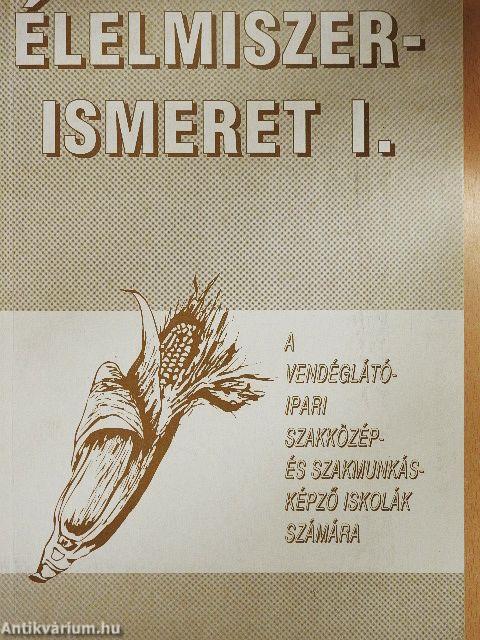 ÉLELMISZER-
ISMERET I.
A
VENDÉGLÁTÓ-
IPARI
SZAKKÖZÉP-
ÉS SZAKMUNKÁS-
KÉPZŐ ISKOLÁK
SZÁMÁRA
Antikvárium.hu